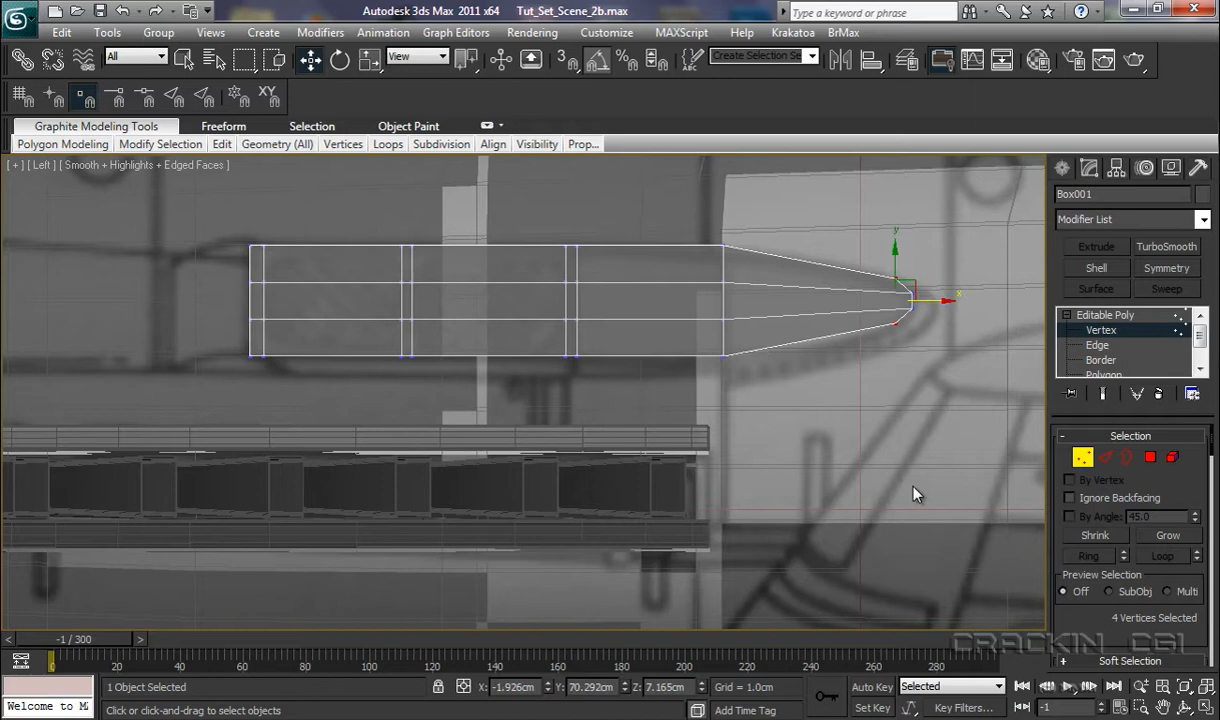 Autodesk 3ds Max 2011 x64 Tut_Set_Scene_2b.max
Type a keyword or phrase
Edit Tools Group Views Create Modifiers Animation Graph Editors Rendering Customize MAXScript Help Krakatoa BrMax
All View Create Selection Se
Graphite Modeling Tools Freeform Selection Object Paint
Polygon Modeling Modify Selection Edit Geometry (All) Vertices Loops Subdivision Align Visibility Prop...
[ + ] [ Left ] [ Smooth + Highlights + Edged Faces ]
Box001
Modifier List
Extrude TurboSmooth
Shell Symmetry
Surface Sweep
Editable Poly
Vertex
Edge
Border
Polygon
y
x
- Selection
By Vertex
Ignore Backfacing
By Angle: 45.0
Shrink Grow
Ring Loop
Preview Selection
Off SubObj Multi
4 Vertices Selected
CRACKIN_CGI
+ Soft Selection
< -1 / 300 >
0 20 40 60 80 100 120 140 160 180 200 220 240 260 280
1 Object Selected X: -1.926cm Y: 70.292cm Z: 7.165cm Grid = 1.0cm Auto Key Selected
Welcome to M Click or click-and-drag to select objects Add Time Tag Set Key Key Filters... -1